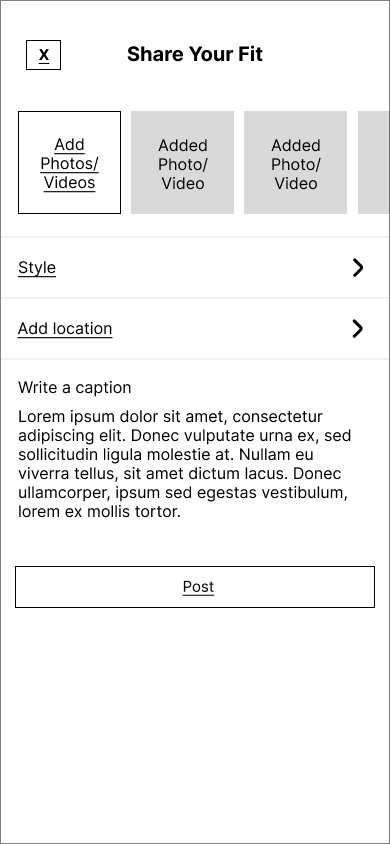 X
Share Your Fit
Add
Photos/
Videos
Added
Photo/
Video
Added
Photo/
Video
Style
Add location
Write a caption
Lorem ipsum dolor sit amet, consectetur
adipiscing elit. Donec vulputate urna ex, sed
sollicitudin ligula molestie at. Nullam eu
viverra tellus, sit amet dictum lacus. Donec
ullamcorper, ipsum sed egestas vestibulum,
lorem ex mollis tortor.
Post